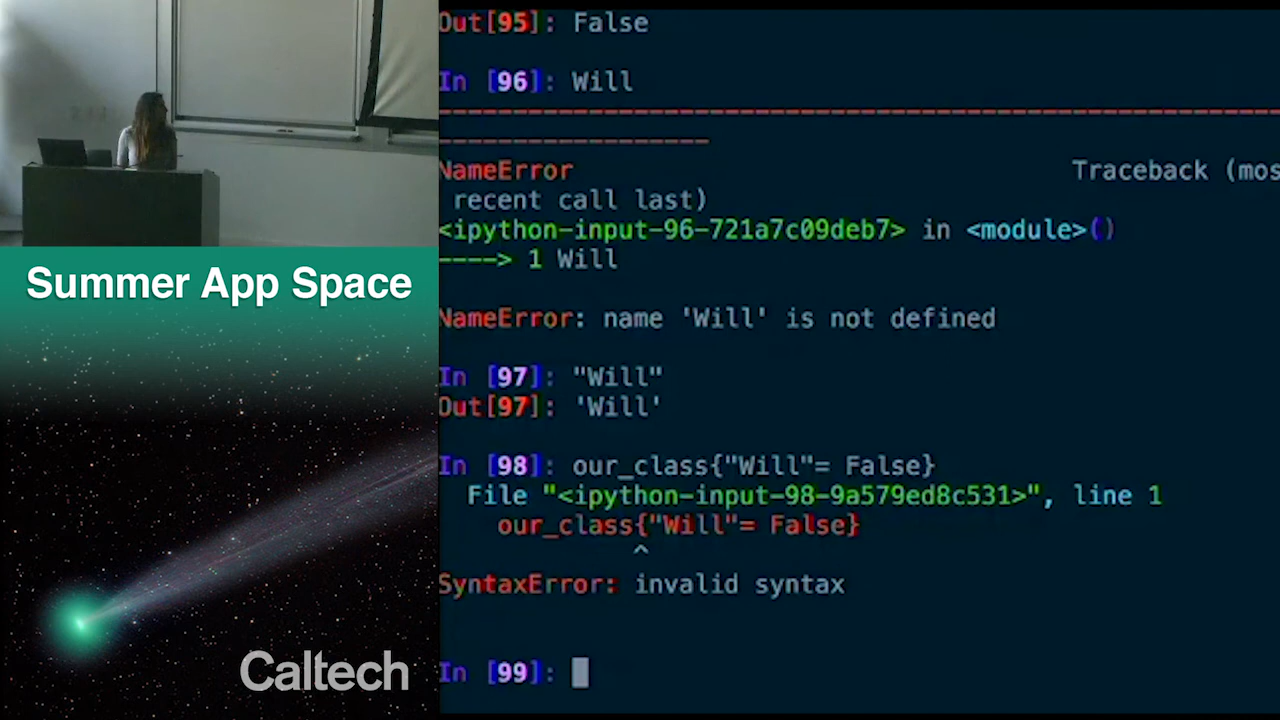 Out[95]: False
In [96]: Will
NameError Traceback (mos
recent call last)
<ipython-input-96-721a7c09deb7> in <module>()
----> 1 Will
NameError: name 'Will' is not defined
In [97]: "Will"
Out[97]: 'Will'
In [98]: our_class{"Will"= False}
File "<ipython-input-98-9a579ed8c531>", line 1
our_class{"Will"= False}
^
SyntaxError: invalid syntax
In [99]:
Summer App Space
Caltech